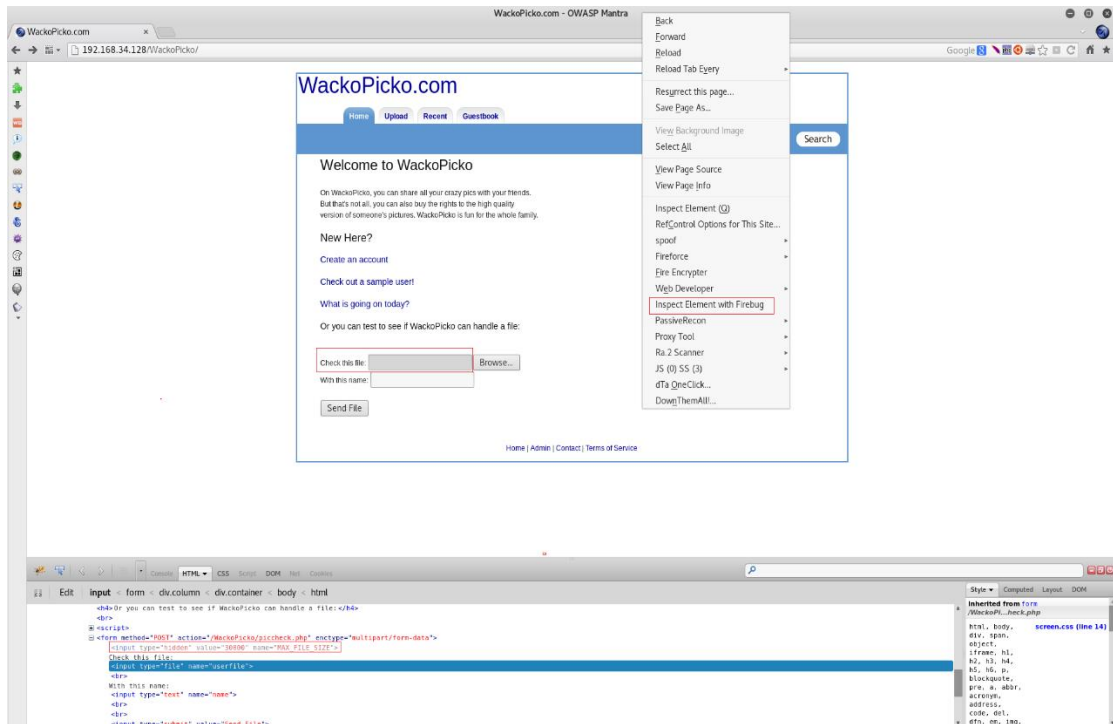 WackoPicko.com - OWASP Mantra
WackoPicko.com
192.168.34.128/WackoPicko/
Google
WackoPicko.com
Home Upload Recent Guestbook
Search
Welcome to WackoPicko
On WackoPicko, you can share all your crazy pics with your friends.
But that's not all, you can also buy the rights to the high quality
version of someone's pictures. WackoPicko is fun for the whole family.
New Here?
Create an account
Check out a sample user!
What is going on today?
Or you can test to see if WackoPicko can handle a file:
Check this file: Browse...
With this name:
Send File
Home | Admin | Contact | Terms of Service
Back
Forward
Reload
Reload Tab Every
Resurrect this page...
Save Page As...
View Background Image
Select All
View Page Source
View Page Info
Inspect Element (Q)
RefControl Options for This Site...
spoof
Fireforce
Fire Encrypter
Web Developer
Inspect Element with Firebug
PassiveRecon
Proxy Tool
Ra.2 Scanner
JS (0) SS (3)
dTa OneClick...
DownThemAll!...
Console HTML CSS Script DOM Net Cookies
Edit input < form < div.column < div.container < body < html
<h4>Or you can test to see if WackoPicko can handle a file:</h4>
<br>
<script>
<form method="POST" action="/WackoPicko/piccheck.php" enctype="multipart/form-data">
<input type="hidden" value="30000" name="MAX_FILE_SIZE">
Check this file:
<input type="file" name="userfile">
<br>
With this name:
<input type="text" name="name">
<br>
<br>
<input type="submit" value="Send File">
Style Computed Layout DOM
Inherited from form
/WackoPi...heck.php
html, body, screen.css (line 14)
div, span,
object,
iframe, h1,
h2, h3, h4,
h5, h6, p,
blockquote,
pre, a, abbr,
acronym,
address,
code, del,
dfn, em, img,